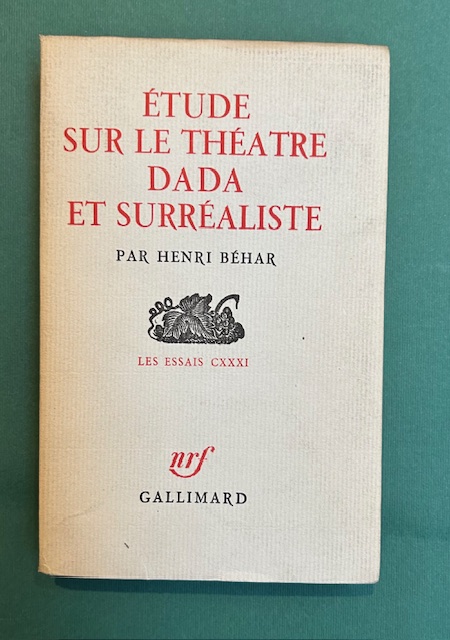 ÉTUDE
SUR LE THÉATRE
DADA
ET SURRÉALISTE
PAR HENRI BÉHAR
LES ESSAIS CXXXI
nrf
GALLIMARD